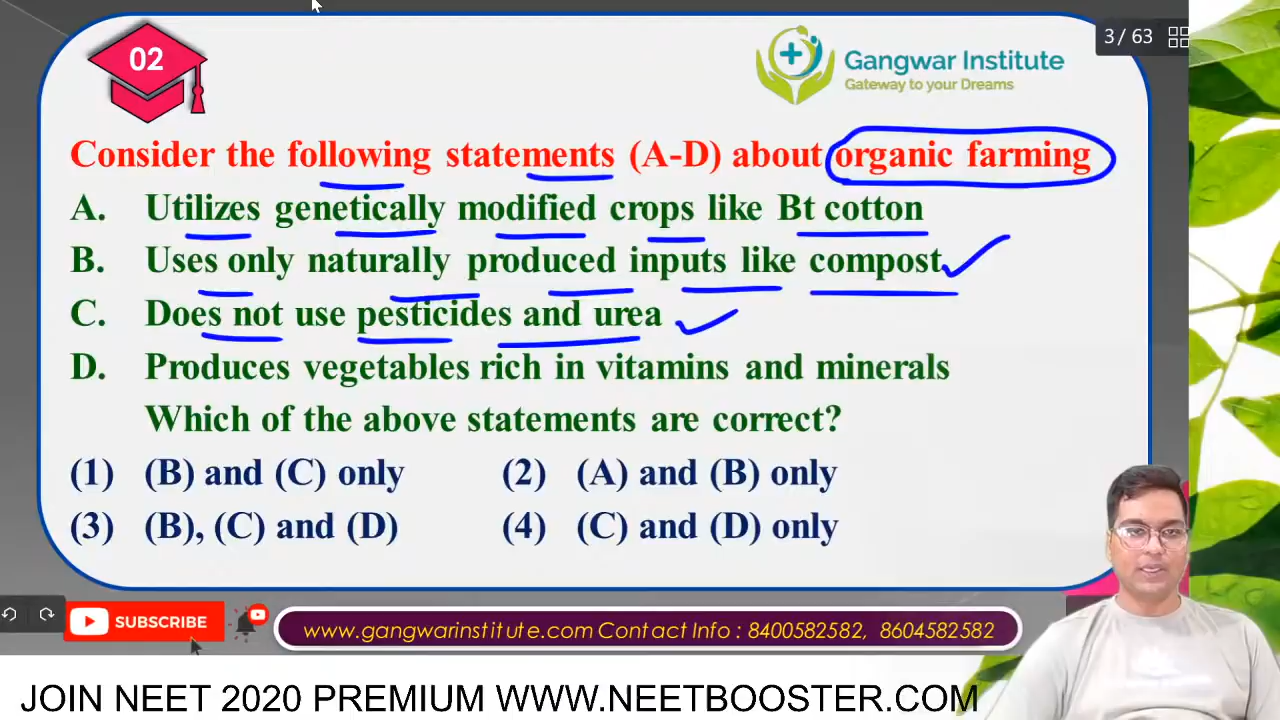 3 / 63
02
Gangwar Institute
Gateway to your Dreams
Consider the following statements (A-D) about organic farming
A. Utilizes genetically modified crops like Bt cotton
B. Uses only naturally produced inputs like compost
C. Does not use pesticides and urea
D. Produces vegetables rich in vitamins and minerals
Which of the above statements are correct?
(1) (B) and (C) only (2) (A) and (B) only
(3) (B), (C) and (D) (4) (C) and (D) only
SUBSCRIBE
www.gangwarinstitute.com Contact Info : 8400582582, 8604582582
JOIN NEET 2020 PREMIUM WWW.NEETBOOSTER.COM